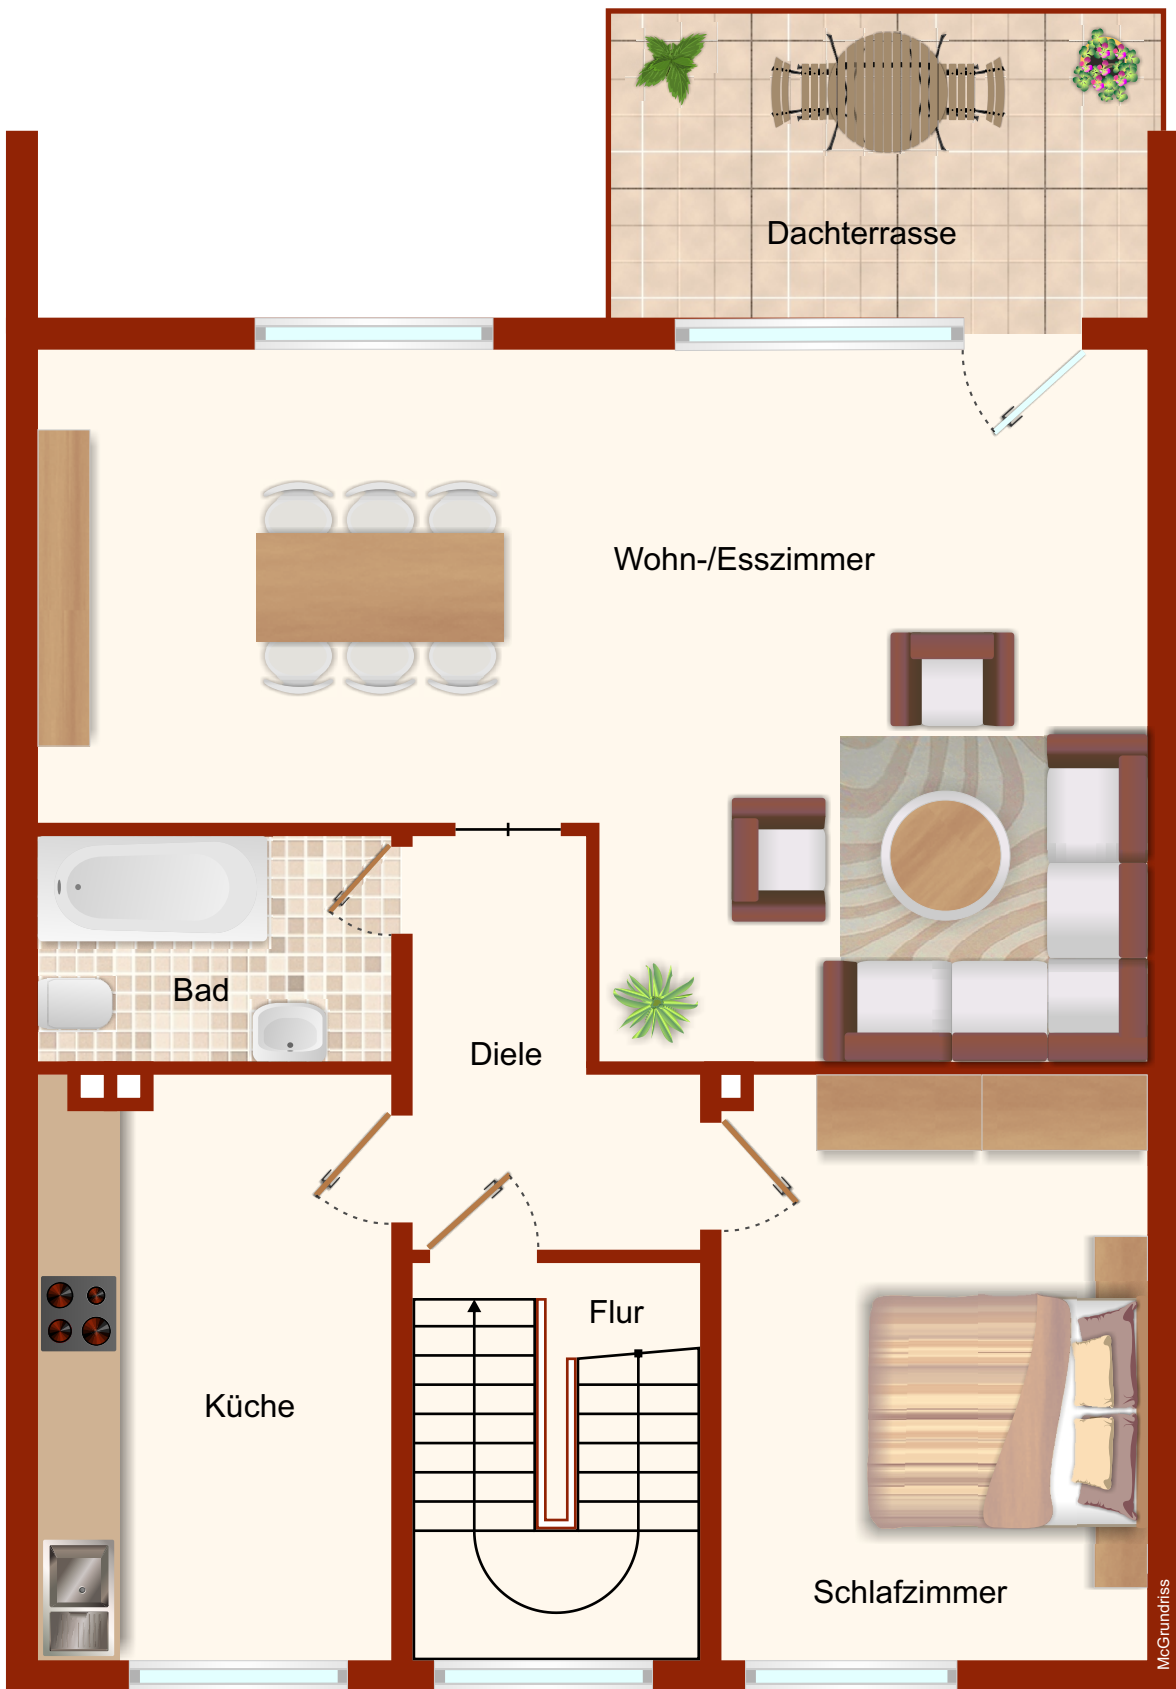 Dachterrasse
Wohn-/Esszimmer
Bad
Diele
Flur
Küche
Schlafzimmer
McGrundriss